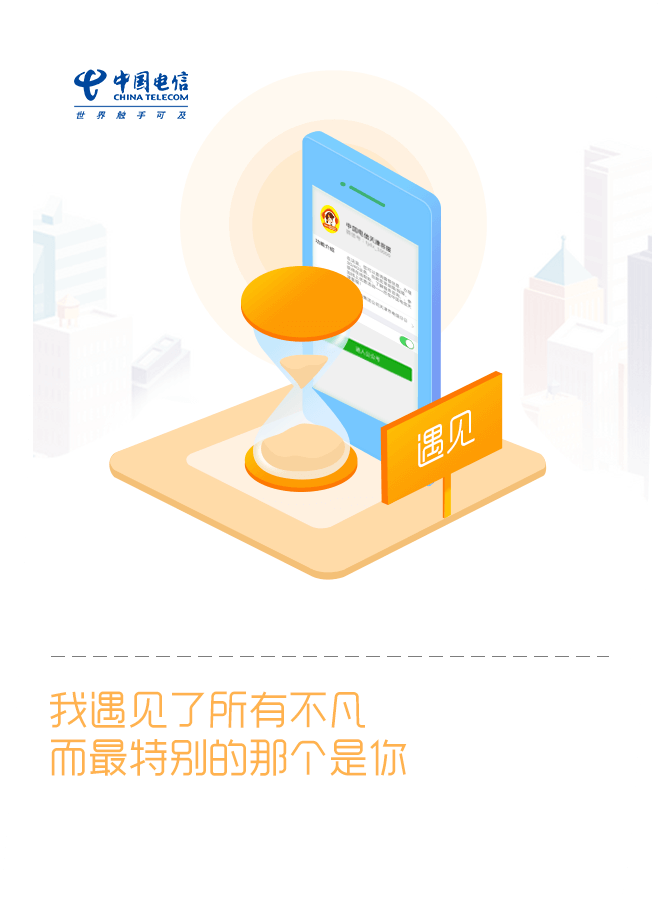 中国电信
CHINA TELECOM
世界触手可及
中国电信天津客服
功能介绍
进入公众号
遇见
我遇见了所有不凡
而最特别的那个是你